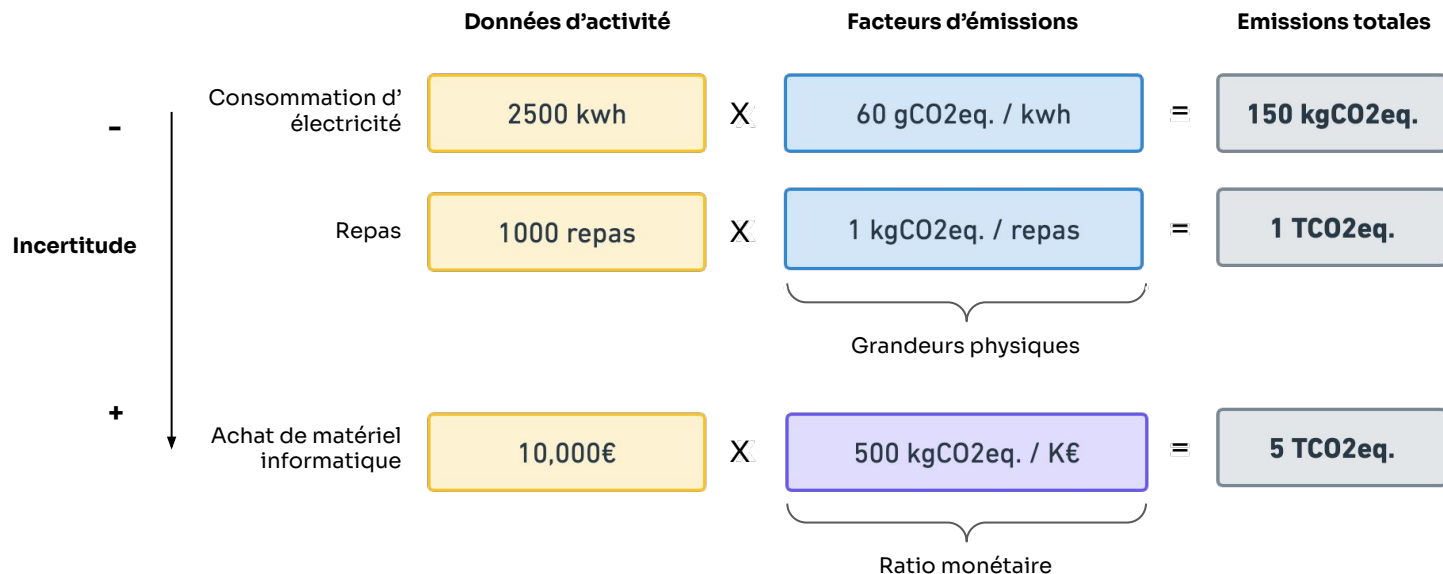 Données d’activité
Facteurs d’émissions
Emissions totales
Consommation d’
électricité
2500 kwh
X
60 gCO2eq. / kwh
=
150 kgCO2eq.
-
Repas
1000 repas
X
1 kgCO2eq. / repas
=
1 TCO2eq.
Incertitude
Grandeurs physiques
+
Achat de matériel
informatique
10,000€
X
500 kgCO2eq. / K€
=
5 TCO2eq.
Ratio monétaire